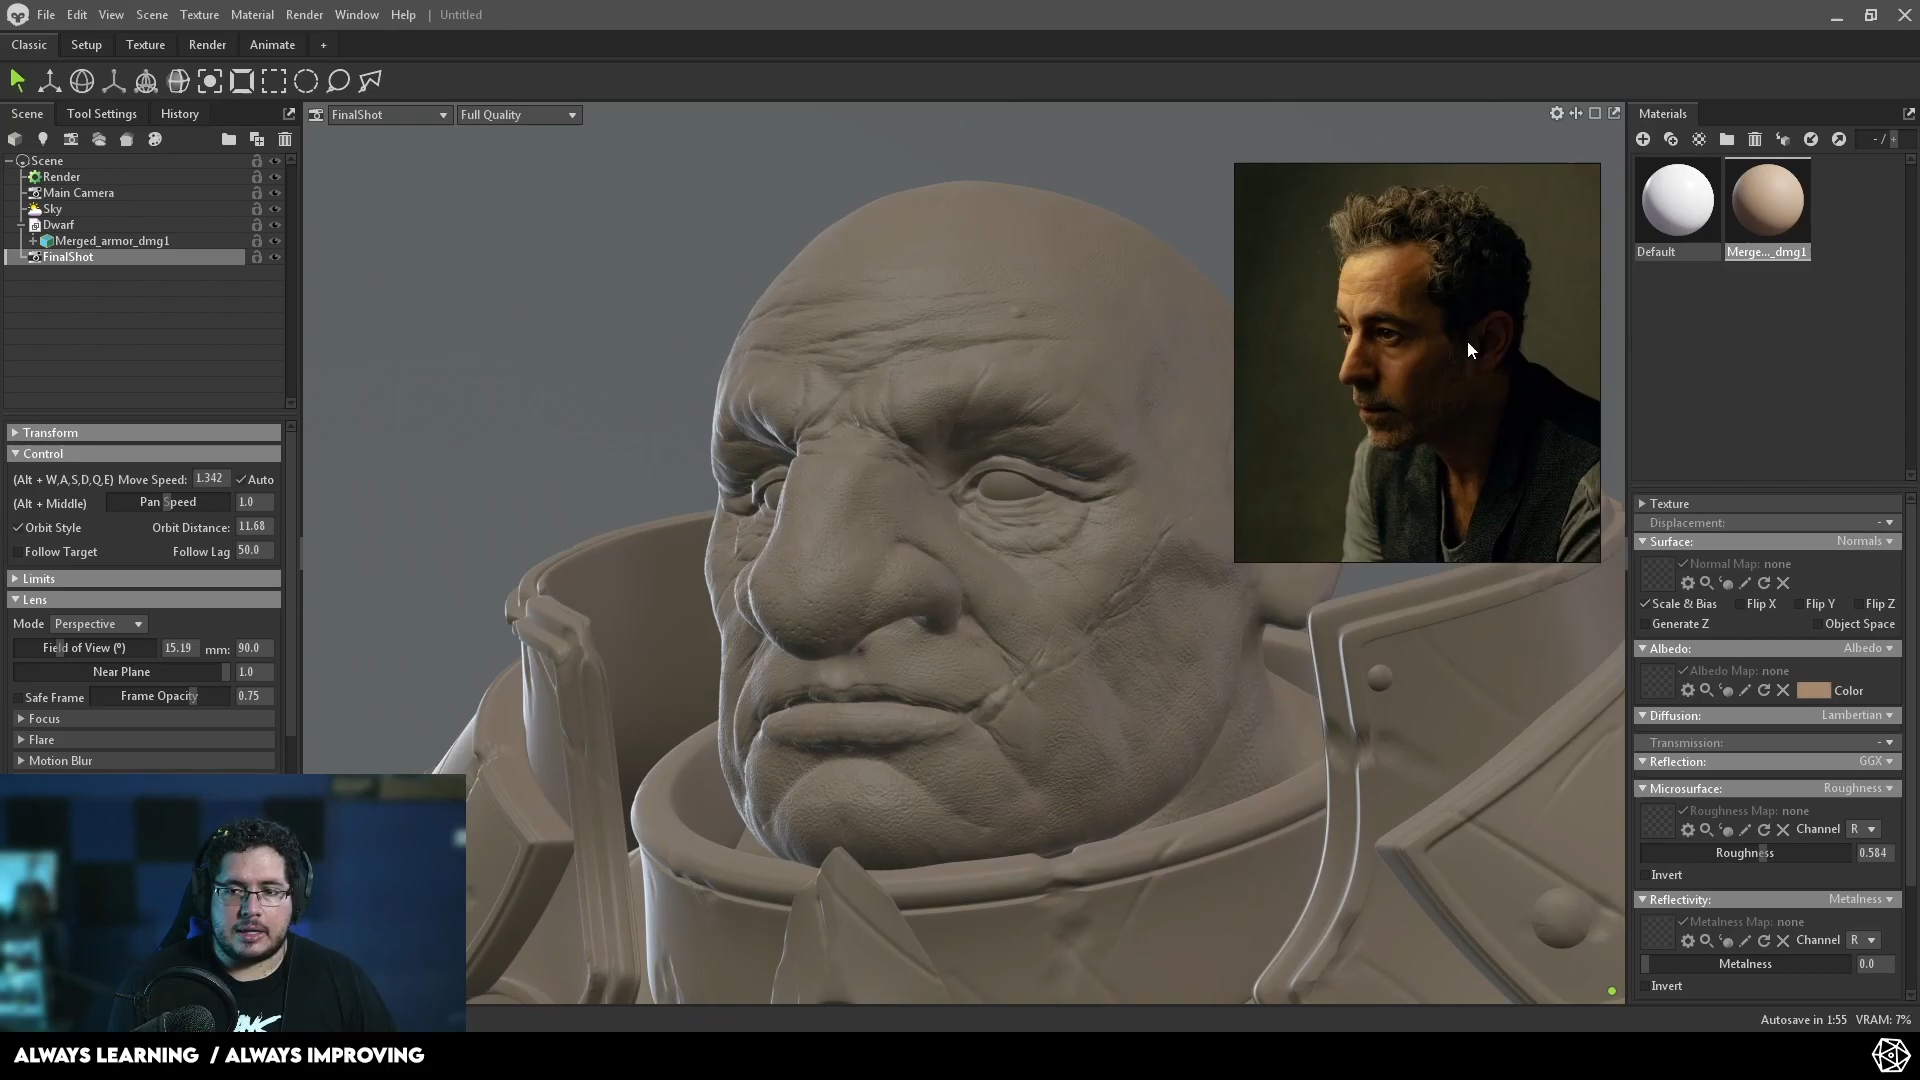 File Edit View Scene Texture Material Render Window Help | Untitled
Classic Setup Texture Render Animate +
Scene Tool Settings History
FinalShot Full Quality
Materials
- / +
Scene
Render
Main Camera
Sky
Dwarf
Merged_armor_dmg1
FinalShot
Default Merge..._dmg1
Transform
Control
(Alt + W,A,S,D,Q,E) Move Speed: 1.342 Auto
(Alt + Middle) Pan Speed 1.0
Orbit Style Orbit Distance: 11.68
Follow Target Follow Lag 50.0
Limits
Lens
Mode Perspective
Field of View (º) 15.19 mm: 90.0
Near Plane 1.0
Safe Frame Frame Opacity 0.75
Focus
Flare
Motion Blur
Texture
Displacement: -
Surface: Normals
Normal Map: none
Scale & Bias Flip X Flip Y Flip Z
Generate Z Object Space
Albedo: Albedo
Albedo Map: none
Color
Diffusion: Lambertian
Transmission: -
Reflection: GGX
Microsurface: Roughness
Roughness Map: none
Channel R
Roughness 0.584
Invert
Reflectivity: Metalness
Metalness Map: none
Channel R
Metalness 0.0
Invert
Autosave in 1:55 VRAM: 7%
ALWAYS LEARNING / ALWAYS IMPROVING